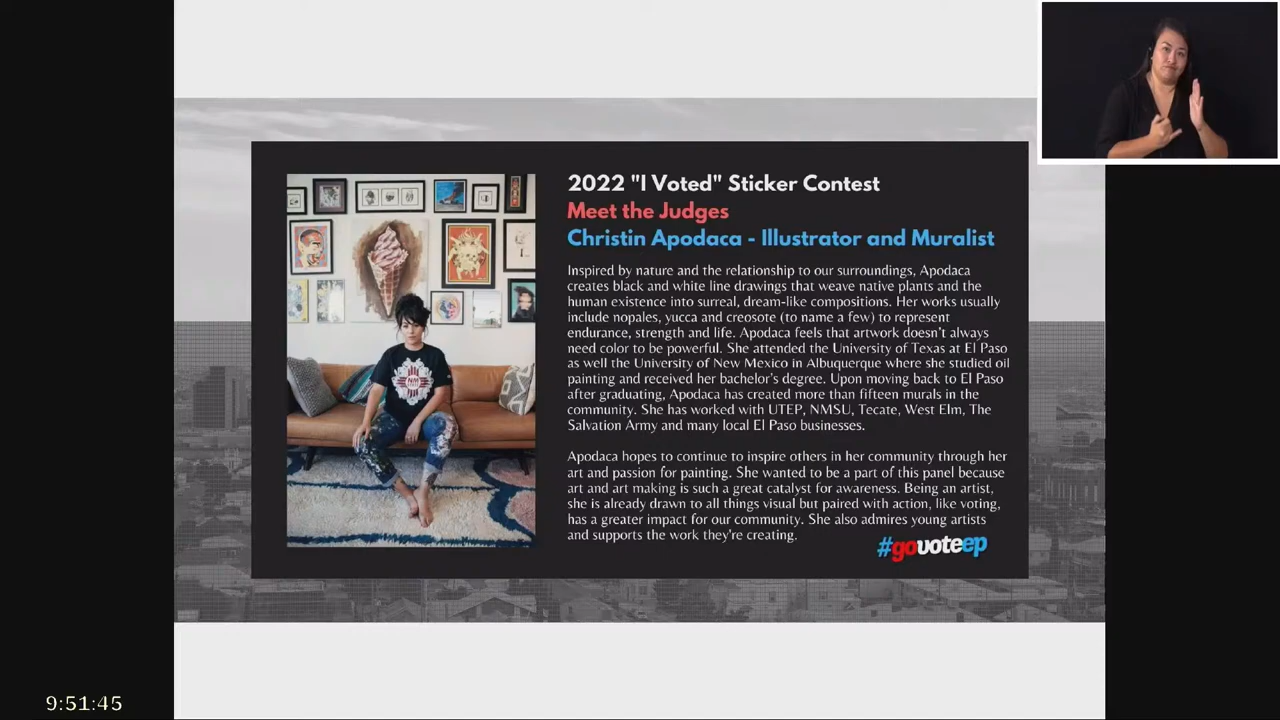 2022 "I Voted" Sticker Contest
Meet the Judges
Christin Apodaca - Illustrator and Muralist
Inspired by nature and the relationship to our surroundings, Apodaca
creates black and white line drawings that weave native plants and the
human existence into surreal, dream-like compositions. Her works usually
include nopales, yucca and creosote (to name a few) to represent
endurance, strength and life. Apodaca feels that artwork doesn't always
need color to be powerful. She attended the University of Texas at El Paso
as well the University of New Mexico in Albuquerque where she studied oil
painting and received her bachelor's degree. Upon moving back to El Paso
after graduating, Apodaca has created more than fifteen murals in the
community. She has worked with UTEP, NMSU, Tecate, West Elm, The
Salvation Army and many local El Paso businesses.
Apodaca hopes to continue to inspire others in her community through her
art and passion for painting. She wanted to be a part of this panel because
art and art making is such a great catalyst for awareness. Being an artist,
she is already drawn to all things visual but paired with action, like voting,
has a greater impact for our community. She also admires young artists
and supports the work they're creating.
#govoteep
NM
9:51:45